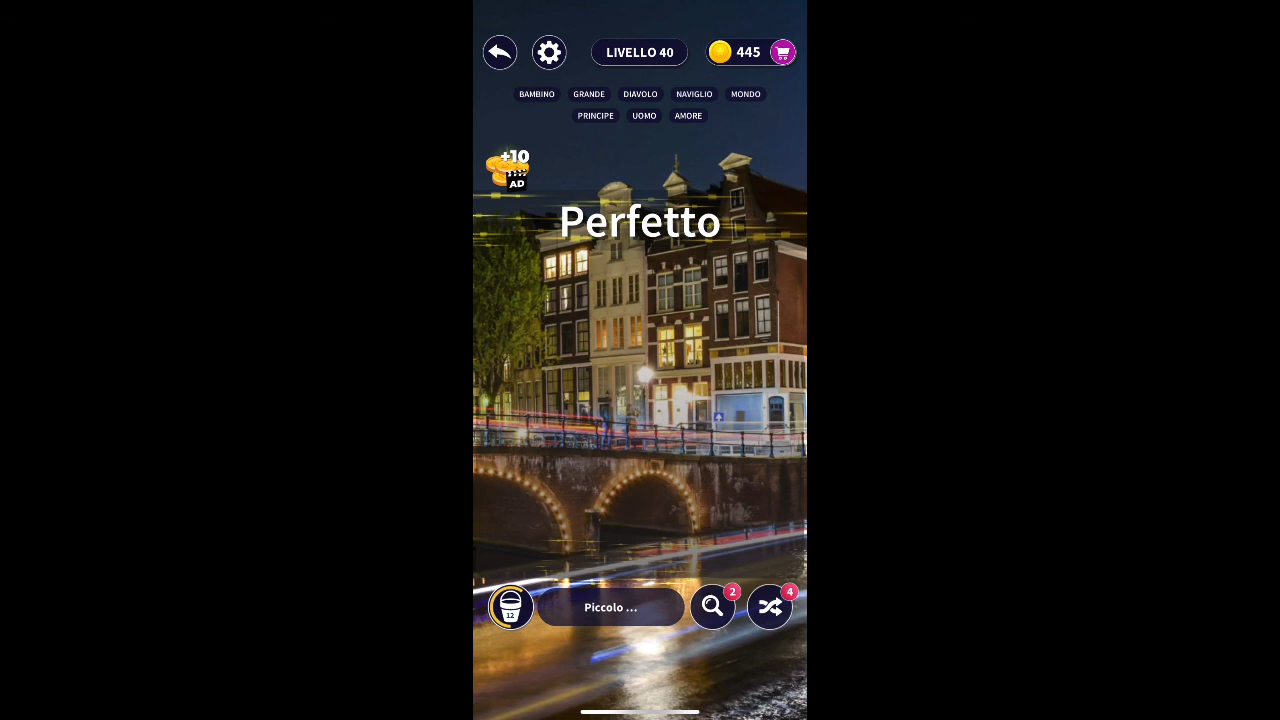 LIVELLO 40
445
BAMBINO GRANDE DIAVOLO NAVIGLIO MONDO
PRINCIPE UOMO AMORE
+10
AD
Perfetto
12
Piccolo ...
2
4